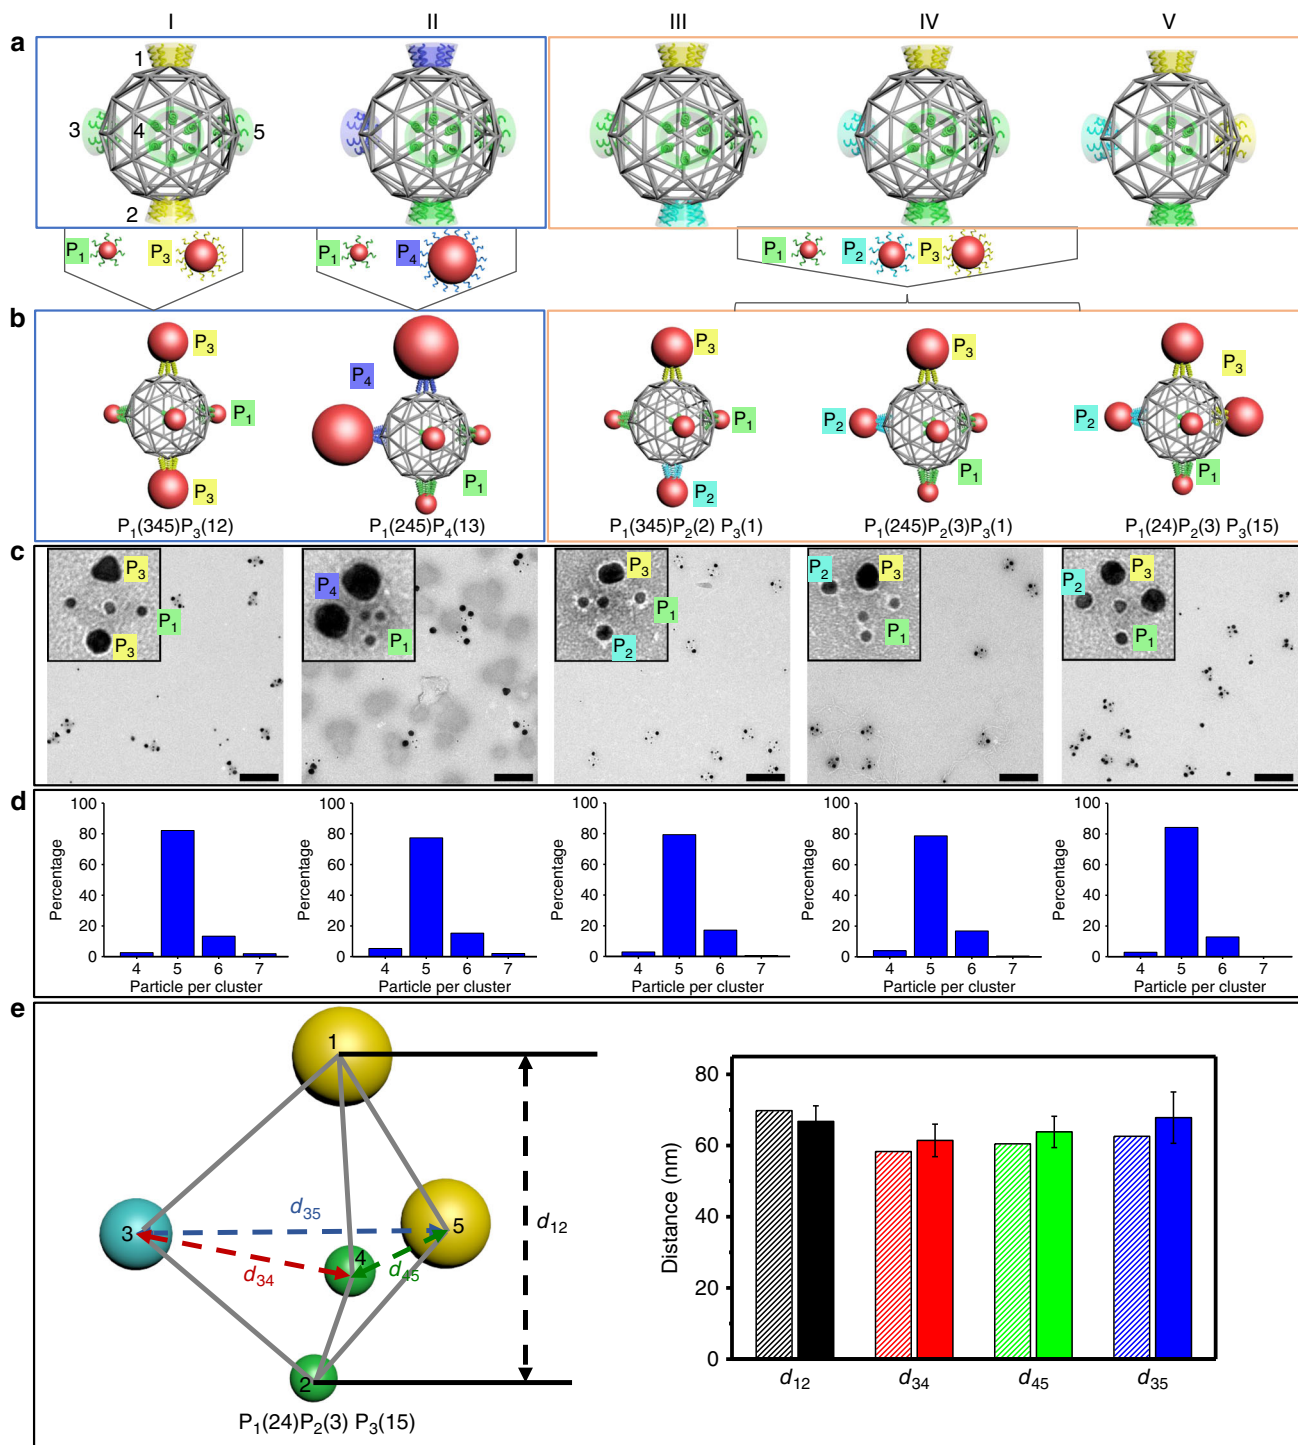 I II III IV V
a
1
3 4 5
2
P1 P3 P1 P4 P1 P2 P3
b
P3 P4 P3 P3 P3
P1 P1 P1 P2 P1 P2 P1
P3 P2
P1(345)P3(12) P1(245)P4(13) P1(345)P2(2) P3(1) P1(245)P2(3)P3(1) P1(24)P2(3) P3(15)
c
P3 P4 P3 P2 P3 P2 P3
P1 P1 P1 P1 P1
P3 P2
d
100 100 100 100 100
80 80 80 80 80
60 60 60 60 60
40 40 40 40 40
20 20 20 20 20
0 0 0 0 0
Percentage Percentage Percentage Percentage Percentage
4 5 6 7 4 5 6 7 4 5 6 7 4 5 6 7 4 5 6 7
Particle per cluster Particle per cluster Particle per cluster Particle per cluster Particle per cluster
e
1
d35
d12
3 5
4
d34 d45
2
P1(24)P2(3) P3(15)
Distance (nm)
80
60
40
20
0
d12 d34 d45 d35